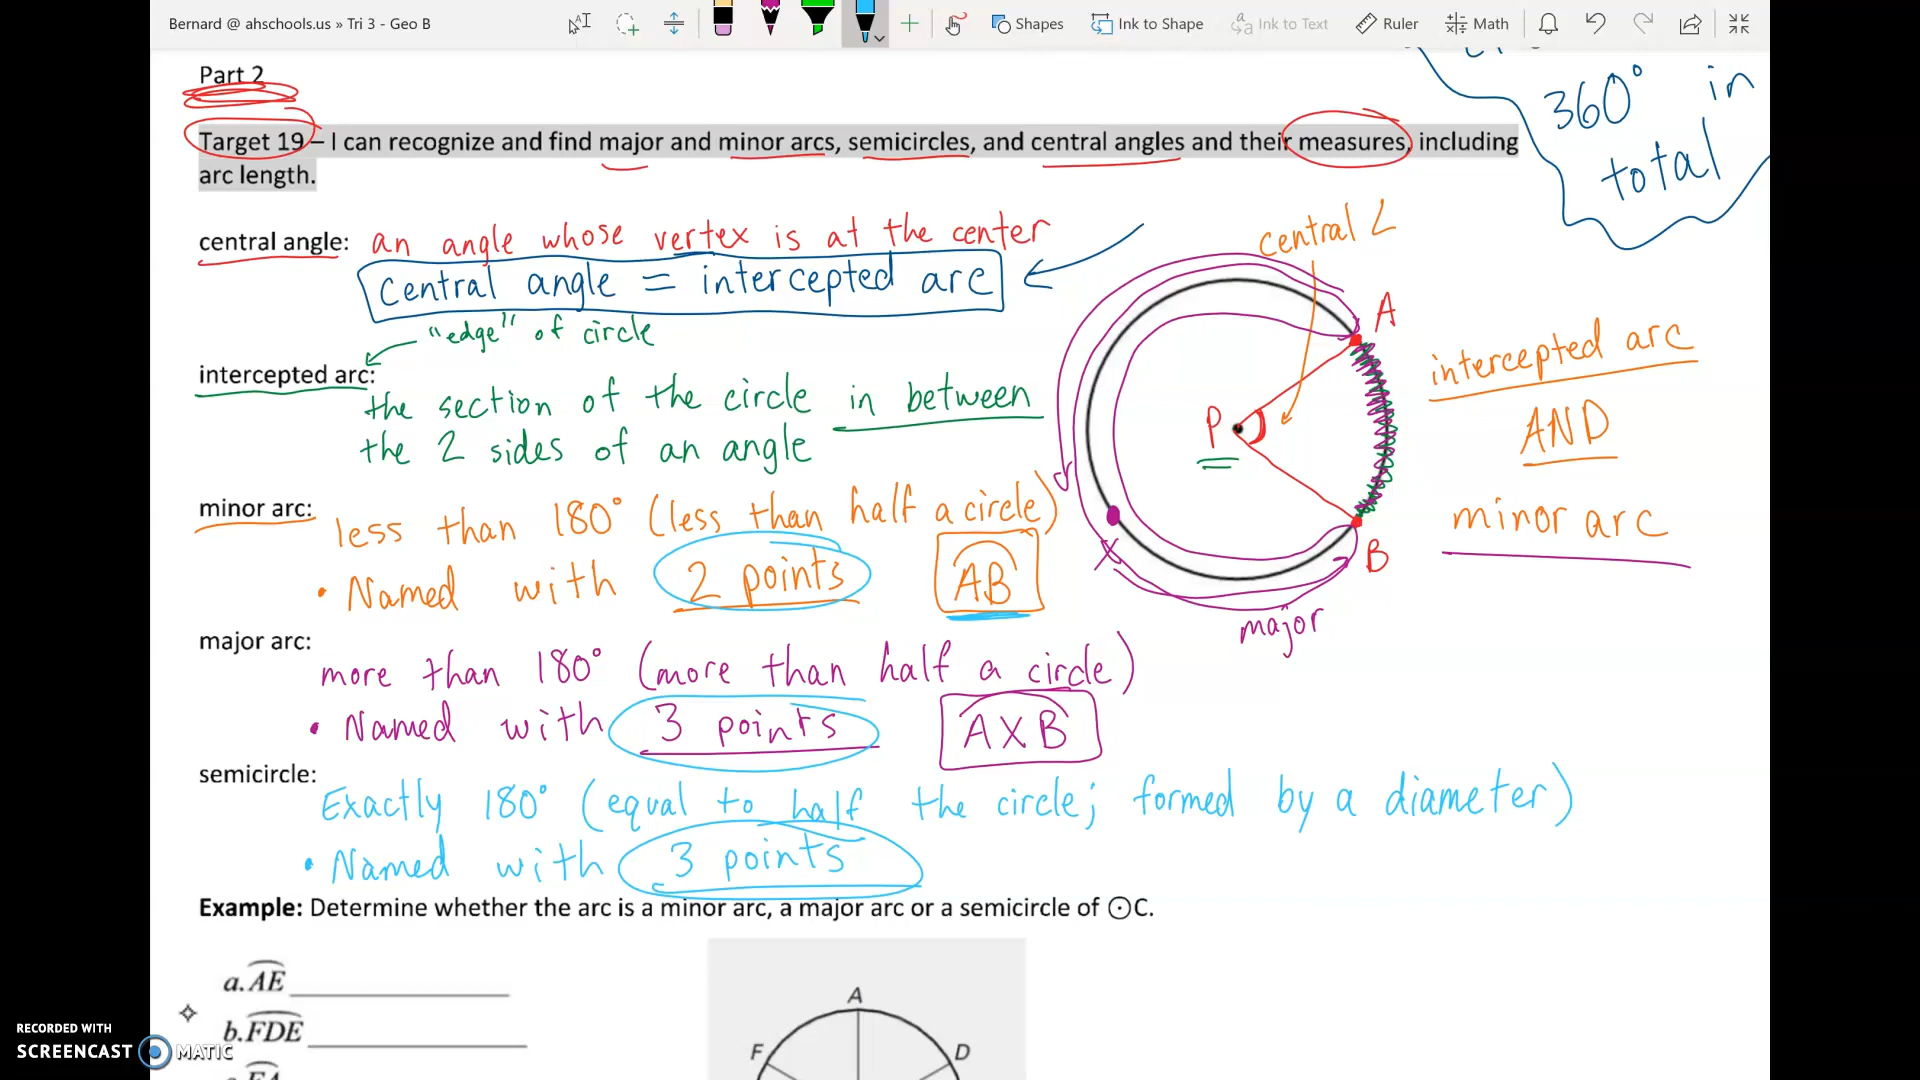 Bernard @ ahschools.us » Tri 3 - Geo B
Shapes
Ink to Shape
Ink to Text
Ruler
Math
Part 2
360° in
total
Target 19 – I can recognize and find major and minor arcs, semicircles, and central angles and their measures, including
arc length.
central ∠
central angle: an angle whose vertex is at the center
Central angle = intercepted arc
"edge" of circle
A
intercepted arc
intercepted arc:
the section of the circle in between
the 2 sides of an angle
P
AND
minor arc
minor arc:
less than 180° (less than half a circle)
• Named with 2 points AB
X
B
major
major arc:
more than 180° (more than half a circle)
• Named with 3 points AXB
semicircle:
Exactly 180° (equal to half the circle; formed by a diameter)
• Named with 3 points
Example: Determine whether the arc is a minor arc, a major arc or a semicircle of ⊙C.
a. AE
A
b. FDE
F
D
RECORDED WITH
SCREENCAST MATIC